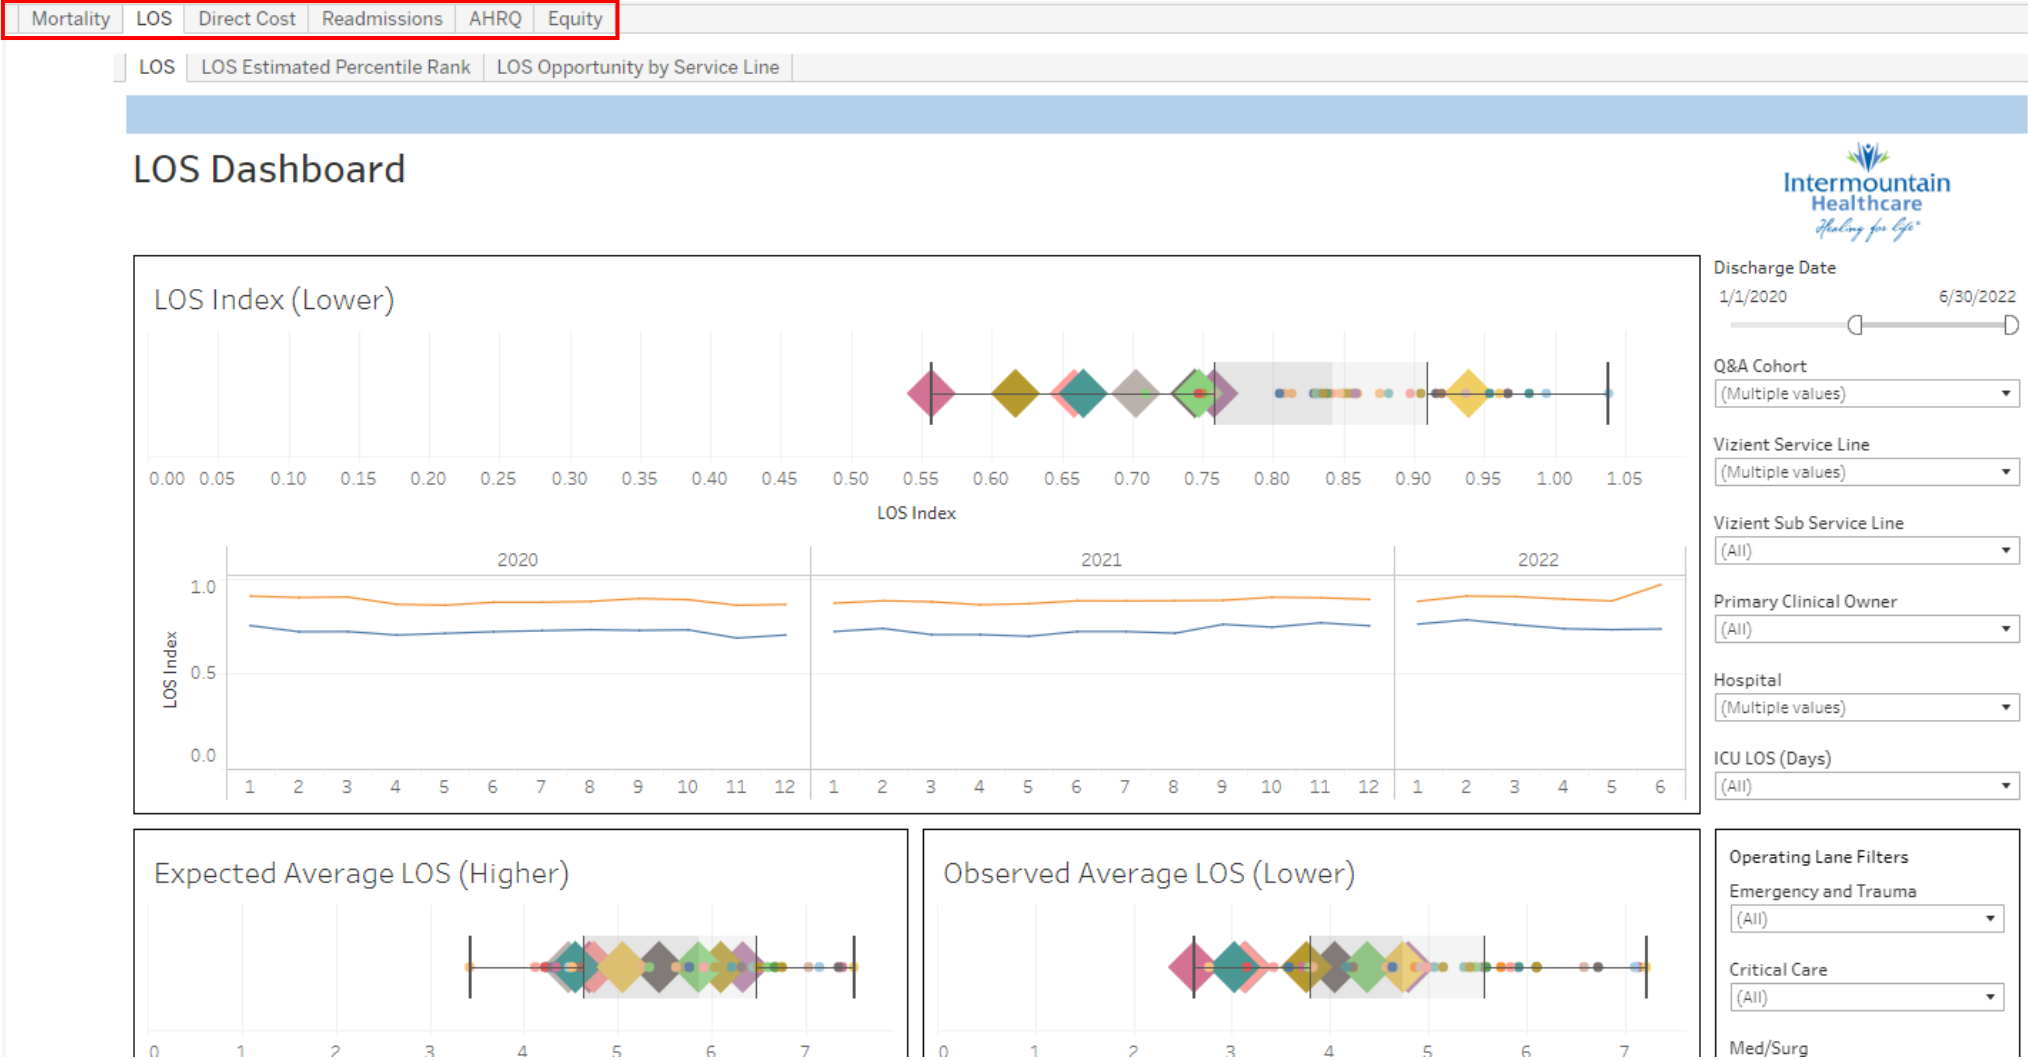 Mortality LOS Direct Cost Readmissions AHRQ Equity
LOS LOS Estimated Percentile Rank LOS Opportunity by Service Line
LOS Dashboard
Intermountain
Healthcare
Healing for life®
LOS Index (Lower)
0.00 0.05 0.10 0.15 0.20 0.25 0.30 0.35 0.40 0.45 0.50 0.55 0.60 0.65 0.70 0.75 0.80 0.85 0.90 0.95 1.00 1.05
LOS Index
2020 2021 2022
LOS Index
1.0
0.5
0.0
1 2 3 4 5 6 7 8 9 10 11 12 1 2 3 4 5 6 7 8 9 10 11 12 1 2 3 4 5 6
Discharge Date
1/1/2020 6/30/2022
Q&A Cohort
(Multiple values)
Vizient Service Line
(Multiple values)
Vizient Sub Service Line
(All)
Primary Clinical Owner
(All)
Hospital
(Multiple values)
ICU LOS (Days)
(All)
Expected Average LOS (Higher)
0 1 2 3 4 5 6 7
Observed Average LOS (Lower)
0 1 2 3 4 5 6 7
Operating Lane Filters
Emergency and Trauma
(All)
Critical Care
(All)
Med/Surg